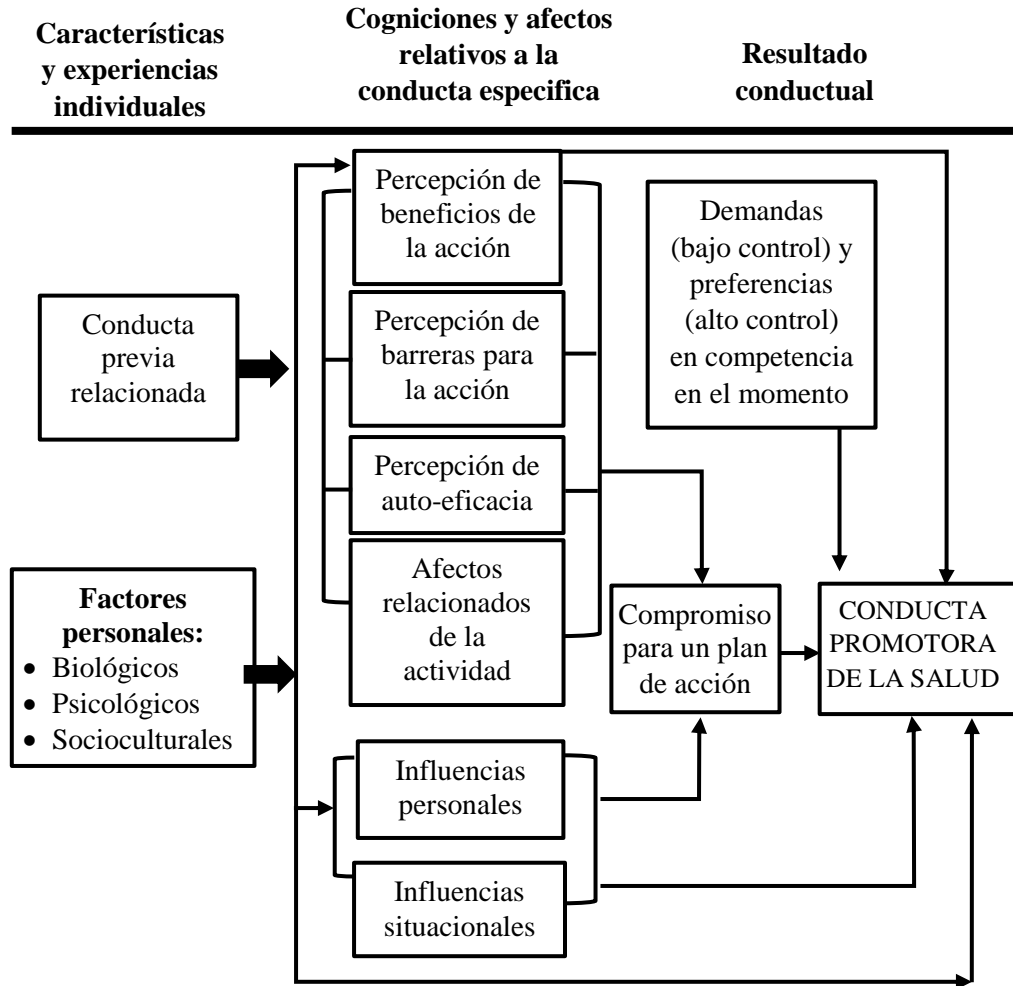 Características
y experiencias
individuales
Cogniciones y afectos
relativos a la
conducta especifica
Resultado
conductual
Conducta
previa
relacionada
Factores
personales:
• Biológicos
• Psicológicos
• Socioculturales
Percepción de
beneficios de
la acción
Percepción de
barreras para
la acción
Percepción de
auto-eficacia
Afectos
relacionados
de la
actividad
Influencias
personales
Influencias
situacionales
Demandas
(bajo control) y
preferencias
(alto control)
en competencia
en el momento
Compromiso
para un plan
de acción
CONDUCTA
PROMOTORA
DE LA SALUD